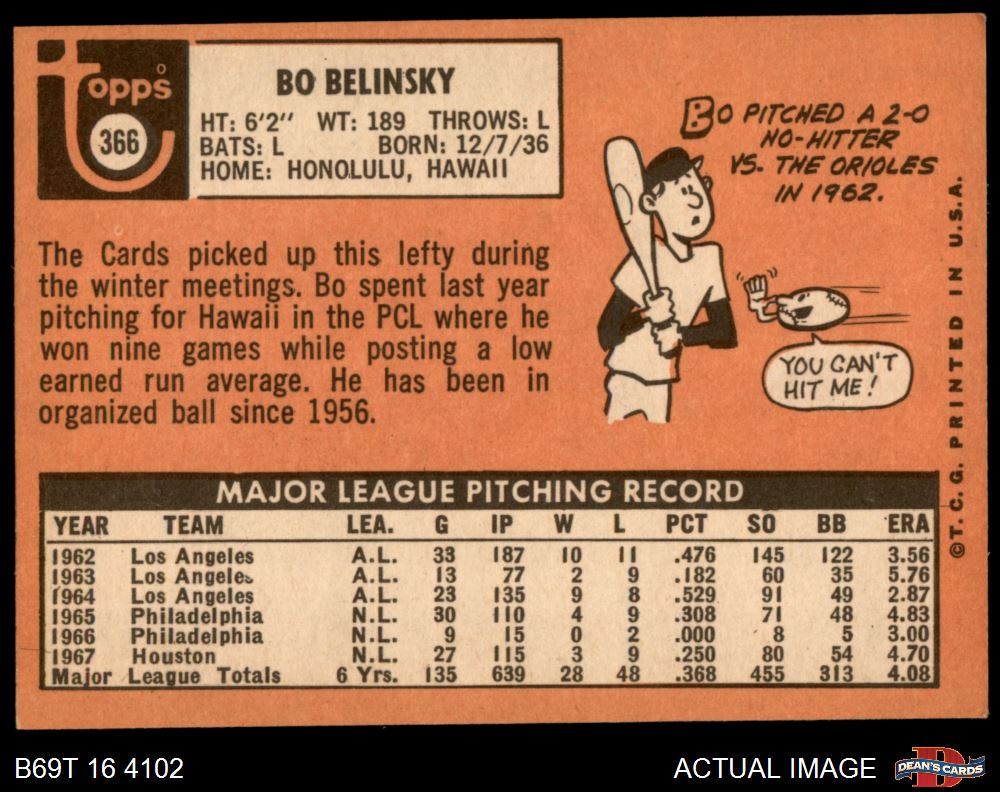 Topps
366
BO BELINSKY
HT: 6'2" WT: 189 THROWS: L
BATS: L BORN: 12/7/36
HOME: HONOLULU, HAWAII
BO PITCHED A 2-0
NO-HITTER
VS. THE ORIOLES
IN 1962.
YOU CAN'T
HIT ME!
The Cards picked up this lefty during
the winter meetings. Bo spent last year
pitching for Hawaii in the PCL where he
won nine games while posting a low
earned run average. He has been in
organized ball since 1956.
©T.C.G. PRINTED IN U.S.A.
MAJOR LEAGUE PITCHING RECORD
YEAR TEAM LEA. G IP W L PCT SO BB ERA
1962 Los Angeles A.L. 33 187 10 11 .476 145 122 3.56
1963 Los Angeles A.L. 13 77 2 9 .182 60 35 5.76
1964 Los Angeles A.L. 23 135 9 8 .529 91 49 2.87
1965 Philadelphia N.L. 30 110 4 9 .308 71 48 4.83
1966 Philadelphia N.L. 9 15 0 2 .000 8 5 3.00
1967 Houston N.L. 27 115 3 9 .250 80 54 4.70
Major League Totals 6 Yrs. 135 639 28 48 .368 455 313 4.08
B69T 16 4102
ACTUAL IMAGE
DEAN'S CARDS